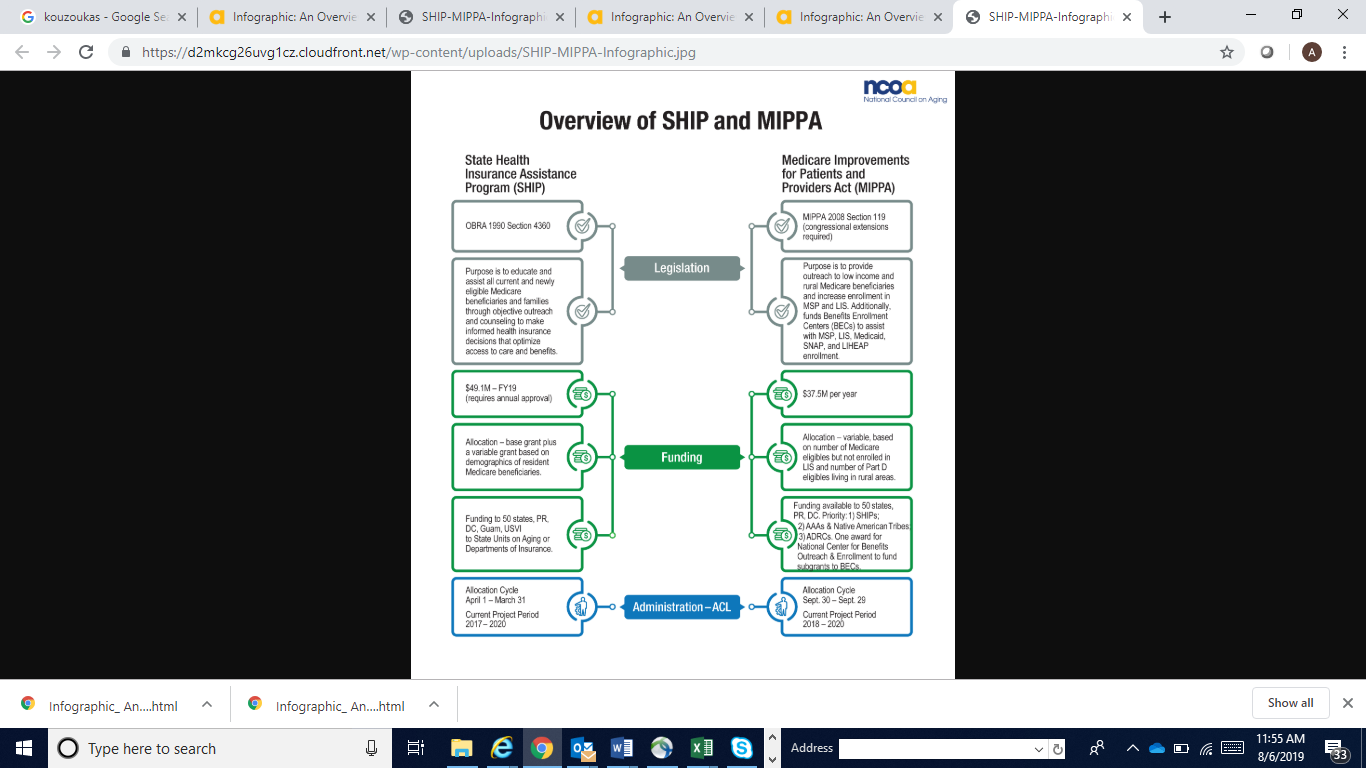 kouzoukas - Google Se
Infographic: An Overvie
SHIP-MIPPA-Infographi
Infographic: An Overvie
Infographic: An Overvie
SHIP-MIPPA-Infographi
https://d2mkcg26uvg1cz.cloudfront.net/wp-content/uploads/SHIP-MIPPA-Infographic.jpg
A
ncoa
National Council on Aging
Overview of SHIP and MIPPA
State Health
Insurance Assistance
Program (SHIP)
OBRA 1990 Section 4360
Purpose is to educate and
assist all current and newly
eligible Medicare
beneficiaries and families
through objective outreach
and counseling to make
informed health insurance
decisions that optimize
access to care and benefits.
$49.1M – FY19
(requires annual approval)
Allocation – base grant plus
a variable grant based on
demographics of resident
Medicare beneficiaries.
Funding to 50 states, PR,
DC, Guam, USVI
to State Units on Aging or
Departments of Insurance.
Allocation Cycle
April 1 – March 31
Current Project Period
2017 – 2020
Legislation
Funding
Administration – ACL
Medicare Improvements
for Patients and
Providers Act (MIPPA)
MIPPA 2008 Section 119
(congressional extensions
required)
Purpose is to provide
outreach to low income and
rural Medicare beneficiaries
and increase enrollment in
MSP and LIS. Additionally,
funds Benefits Enrollment
Centers (BECs) to assist
with MSP, LIS, Medicaid,
SNAP, and LIHEAP
enrollment.
$37.5M per year
Allocation – variable, based
on number of Medicare
eligibles but not enrolled in
LIS and number of Part D
eligibles living in rural areas.
Funding available to 50 states,
PR, DC. Priority: 1) SHIPs;
2) AAAs & Native American Tribes;
3) ADRCs. One award for
National Center for Benefits
Outreach & Enrollment to fund
subgrants to BECs.
Allocation Cycle
Sept. 30 – Sept. 29
Current Project Period
2018 – 2020
Infographic_ An....html
Infographic_ An....html
Show all
Type here to search
Address
11:55 AM
8/6/2019
33